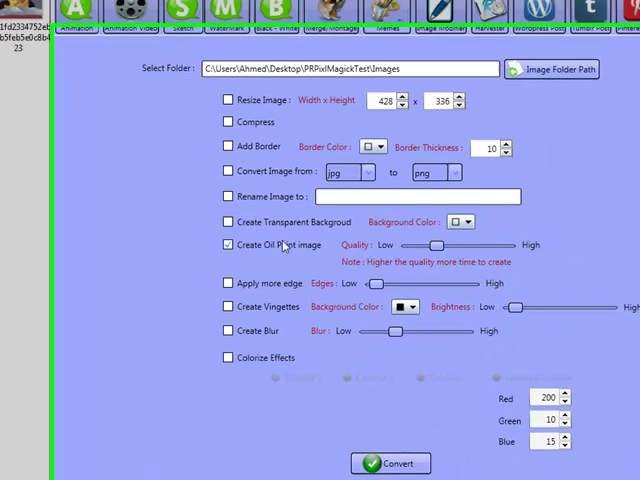 1fd2334752eb
b5feb5e0c8b4
23
Animation
Animation Video
Sketch
WaterMark
Black - White
Merge/Montage
Memes
Image Modifier
Harvester
Wordpress Post
Tumblr Post
Select Folder :
C:\Users\Ahmed\Desktop\PRPixlMagickTest\Images
Image Folder Path
Resize Image : Width x Height 428 x 336
Compress
Add Border Border Color : Border Thickness : 10
Convert Image from : jpg to png
Rename Image to :
Create Transparent Backgroud Background Color :
Create Oil Paint image Quality : Low High
Note : Higher the quality more time to create
Apply more edge Edges : Low High
Create Vingettes Background Color : Brightness : Low High
Create Blur Blur : Low High
Colorize Effects
Red 200
Green 10
Blue 15
Convert